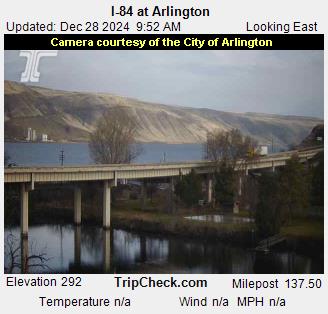 I-84 at Arlington
Updated: Dec 28 2024 9:52 AM Looking East
Camera courtesy of the City of Arlington
Elevation 292 TripCheck.com Milepost 137.50
Temperature n/a Wind n/a MPH n/a